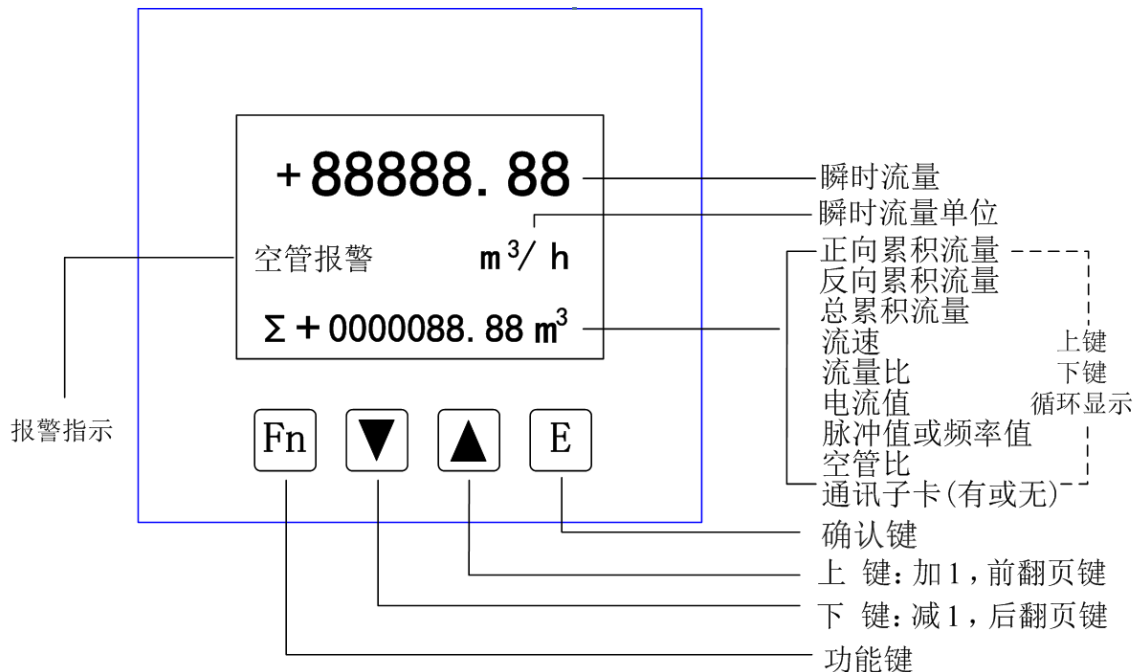 +88888.88
空管报警 m³/h
Σ+0000088.88 m³
报警指示
Fn ▼ ▲ E
瞬时流量
瞬时流量单位
正向累积流量
反向累积流量
总累积流量
流速
流量比
电流值
脉冲值或频率值
空管比
通讯子卡(有或无)
上键
下键
循环显示
确认键
上 键:加1,前翻页键
下 键:减1,后翻页键
功能键